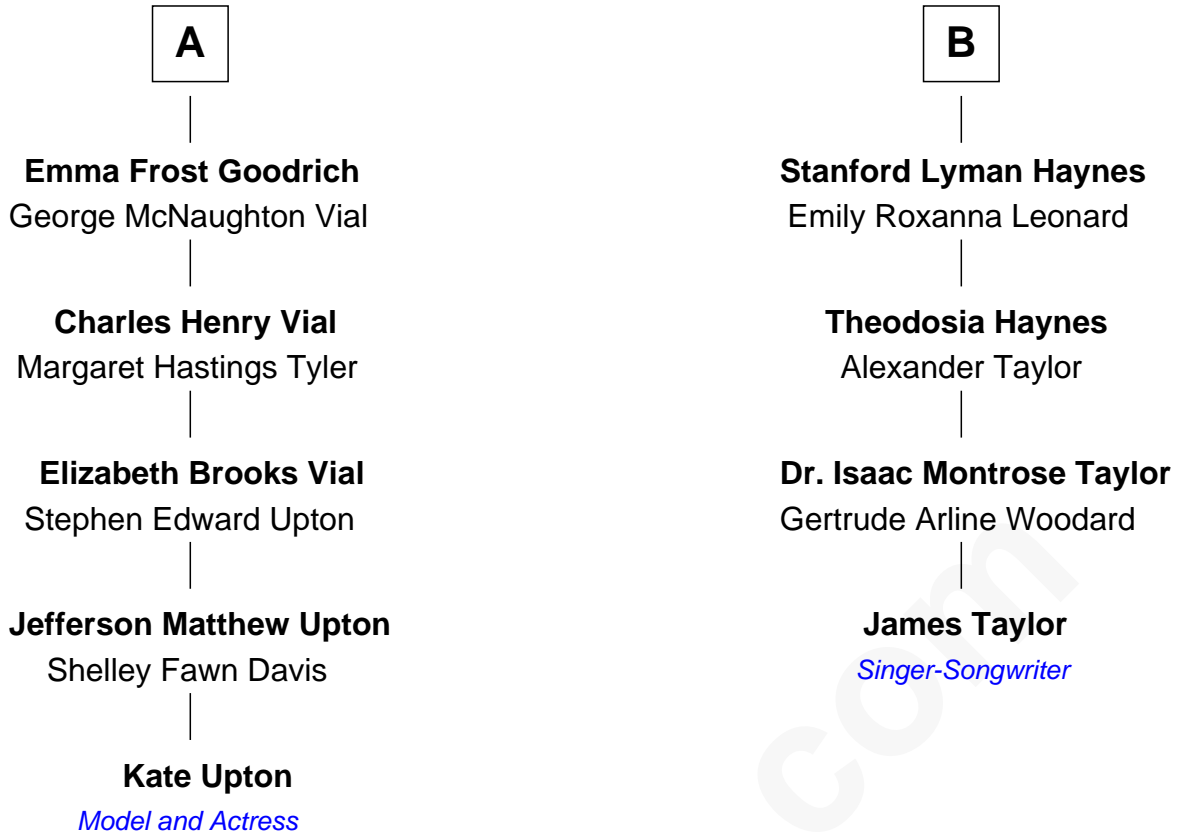 A
Emma Frost Goodrich
George McNaughton Vial
Charles Henry Vial
Margaret Hastings Tyler
Elizabeth Brooks Vial
Stephen Edward Upton
Jefferson Matthew Upton
Shelley Fawn Davis
Kate Upton
Model and Actress
B
Stanford Lyman Haynes
Emily Roxanna Leonard
Theodosia Haynes
Alexander Taylor
Dr. Isaac Montrose Taylor
Gertrude Arline Woodard
James Taylor
Singer-Songwriter
com